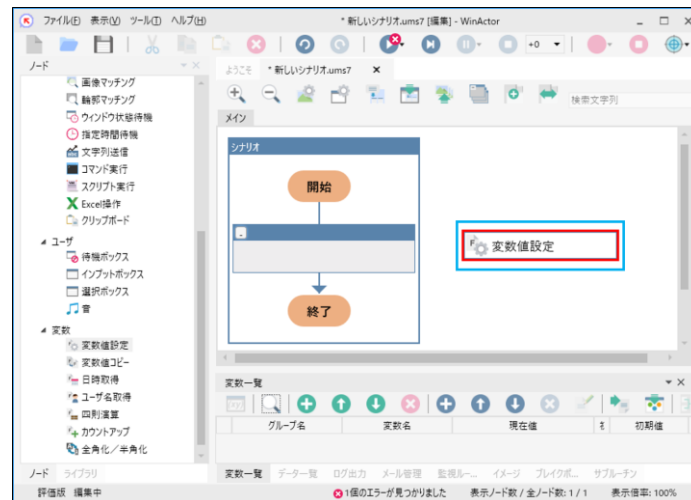 ファイル(F) 表示(V) ツール(T) ヘルプ(H) * 新しいシナリオ.ums7 [編集] - WinActor
+0
ノード
ようこそ * 新しいシナリオ.ums7
検索文字列
メイン
画像マッチング
輪郭マッチング
ウィンドウ状態待機
指定時間待機
文字列送信
コマンド実行
スクリプト実行
Excel操作
クリップボード
ユーザ
待機ボックス
インプットボックス
選択ボックス
音
変数
変数値設定
変数値コピー
日時取得
ユーザ名取得
四則演算
カウントアップ
全角化／半角化
ノード ライブラリ
シナリオ
開始
終了
変数値設定
変数一覧
グループ名 変数名 現在値 初期値
変数一覧 データ一覧 ログ出力 メール管理 監視ルー... イメージ ブレイクポ... サブルーチン
評価版 編集中 1個のエラーが見つかりました 表示ノード数 / 全ノード数: 1 / 1 表示倍率: 100%